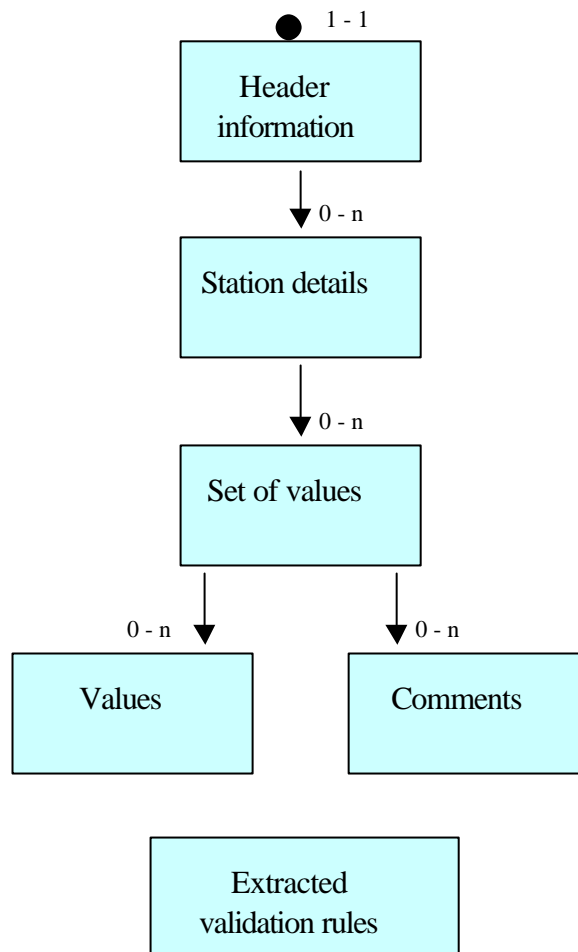 1 - 1
Header
information
0 - n
Station details
0 - n
Set of values
0 - n
0 - n
Values
Comments
Extracted
validation rules